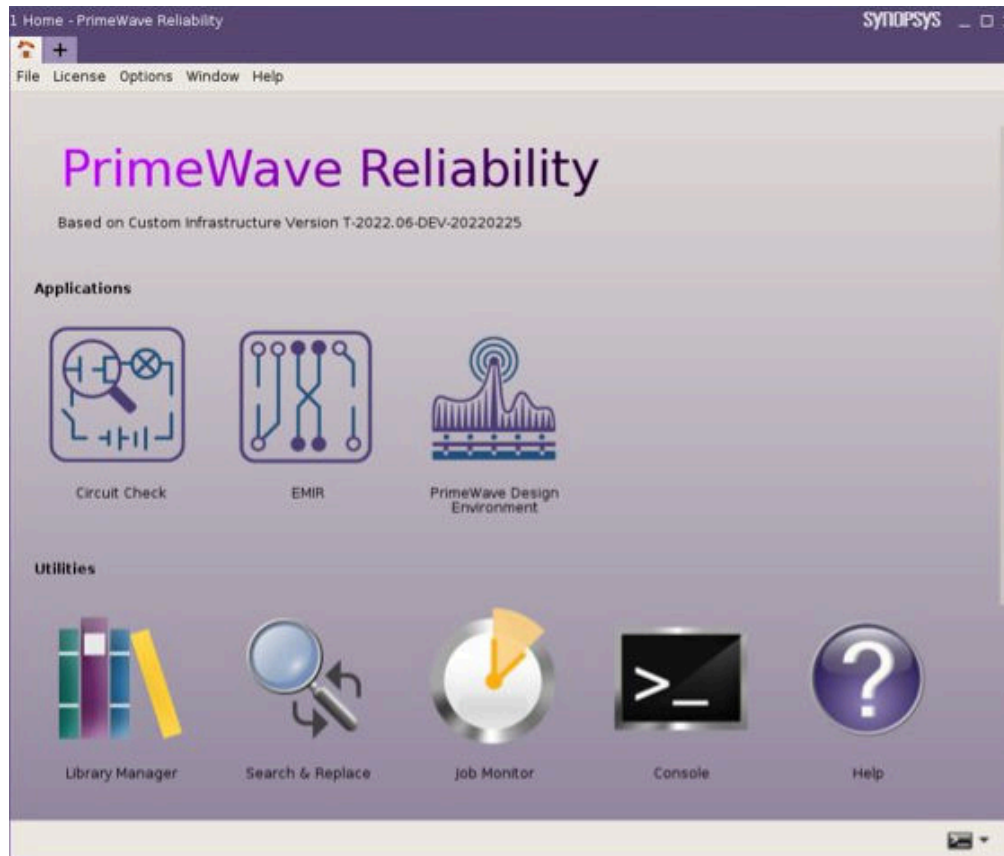 1 Home - PrimeWave Reliability
SYNOPSYS
File License Options Window Help
PrimeWave Reliability
Based on Custom Infrastructure Version T-2022.06-DEV-20220225
Applications
Circuit Check
EMIR
PrimeWave Design
Environment
Utilities
Library Manager
Search & Replace
Job Monitor
Console
Help